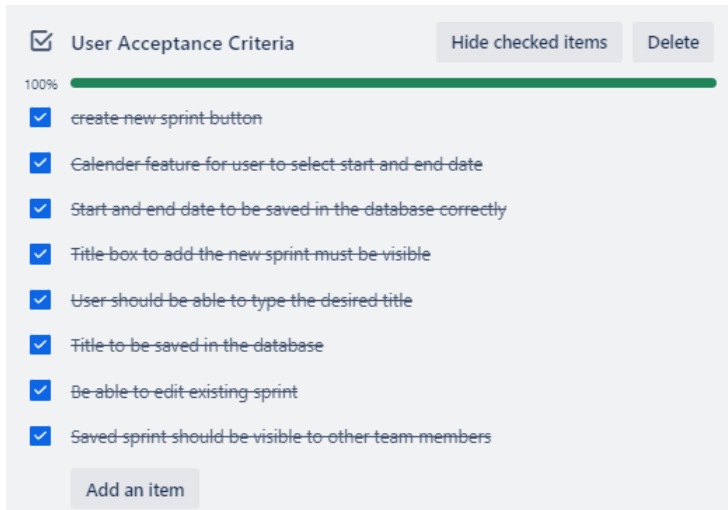 User Acceptance Criteria Hide checked items Delete
100%
create new sprint button
Calender feature for user to select start and end date
Start and end date to be saved in the database correctly
Title box to add the new sprint must be visible
User should be able to type the desired title
Title to be saved in the database
Be able to edit existing sprint
Saved sprint should be visible to other team members
Add an item